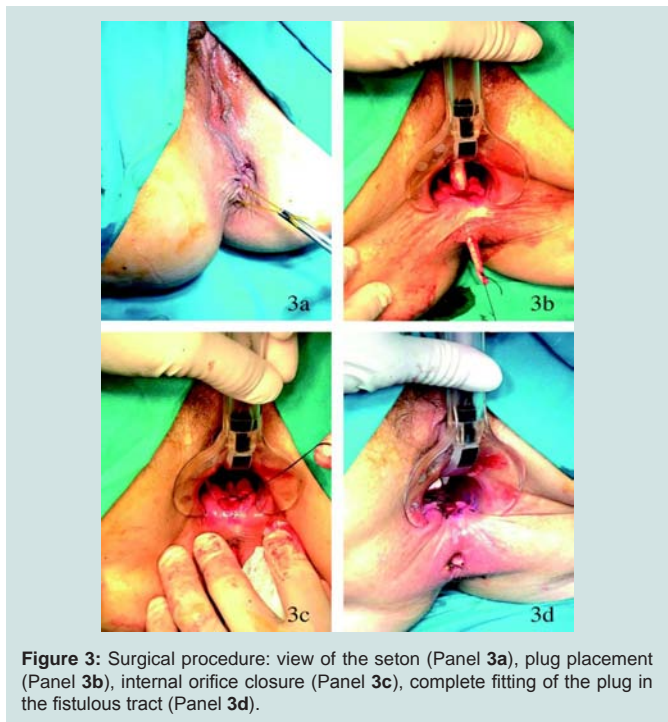 3a
3b
3c
3d
Figure 3: Surgical procedure: view of the seton (Panel 3a), plug placement
(Panel 3b), internal orifice closure (Panel 3c), complete fitting of the plug in
the fistulous tract (Panel 3d).